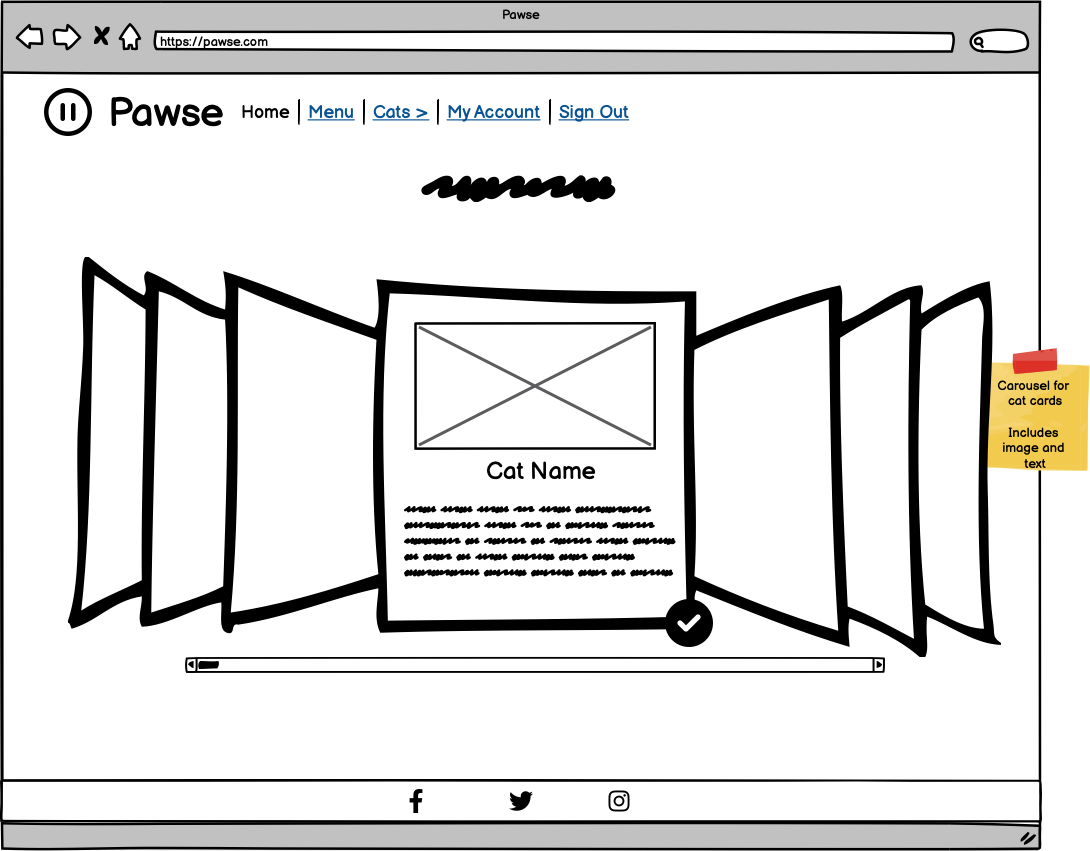 Pawse
https://pawse.com
Pawse Home Menu Cats > My Account Sign Out
Carousel for
cat cards
Includes
image and
text
Cat Name